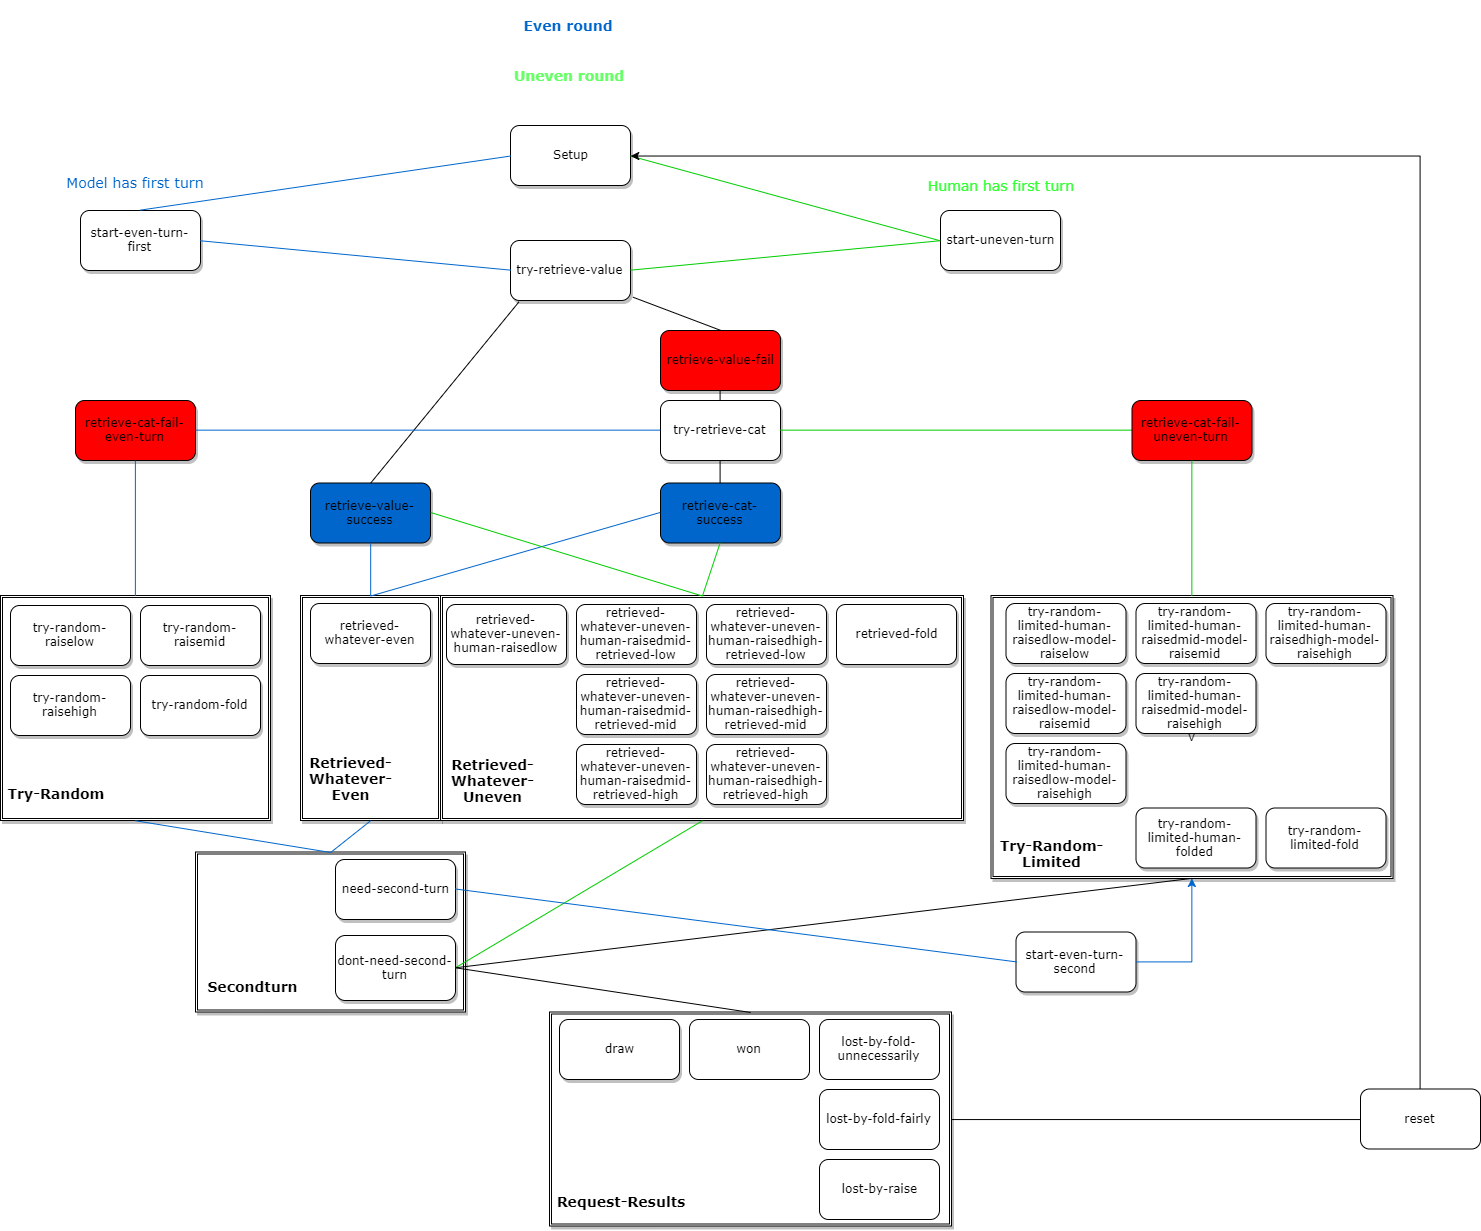 Even round
Uneven round
Setup
Model has first turn
Human has first turn
start-even-turn-
first
start-uneven-turn
try-retrieve-value
retrieve-value-fail
retrieve-cat-fail-
even-turn
try-retrieve-cat
retrieve-cat-fail-
uneven-turn
retrieve-value-
success
retrieve-cat-
success
try-random-
raiselow
try-random-
raisemid
try-random-
raisehigh
try-random-fold
Try-Random
retrieved-
whatever-even
Retrieved-
Whatever-
Even
retrieved-
whatever-uneven-
human-raisedlow
retrieved-
whatever-uneven-
human-raisedmid-
retrieved-low
retrieved-
whatever-uneven-
human-raisedhigh-
retrieved-low
retrieved-fold
retrieved-
whatever-uneven-
human-raisedmid-
retrieved-mid
retrieved-
whatever-uneven-
human-raisedhigh-
retrieved-mid
retrieved-
whatever-uneven-
human-raisedmid-
retrieved-high
retrieved-
whatever-uneven-
human-raisedhigh-
retrieved-high
Retrieved-
Whatever-
Uneven
try-random-
limited-human-
raisedlow-model-
raiselow
try-random-
limited-human-
raisedmid-model-
raisemid
try-random-
limited-human-
raisedhigh-model-
raisehigh
try-random-
limited-human-
raisedlow-model-
raisemid
try-random-
limited-human-
raisedmid-model-
raisehigh
v
try-random-
limited-human-
raisedlow-model-
raisehigh
try-random-
limited-human-
folded
try-random-
limited-fold
Try-Random-
Limited
need-second-turn
dont-need-second-
turn
Secondturn
start-even-turn-
second
draw
won
lost-by-fold-
unnecessarily
lost-by-fold-fairly
lost-by-raise
Request-Results
reset